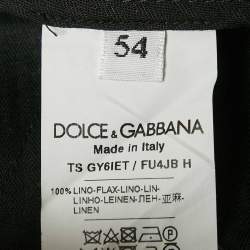 54
DOLCE & GABBANA
Made in Italy
TS GY6IET / FU4JB H
100% LINO-FLAX-LINO-LIN-
LINHO-LEINEN-ЛЕН-亚麻-
LINEN